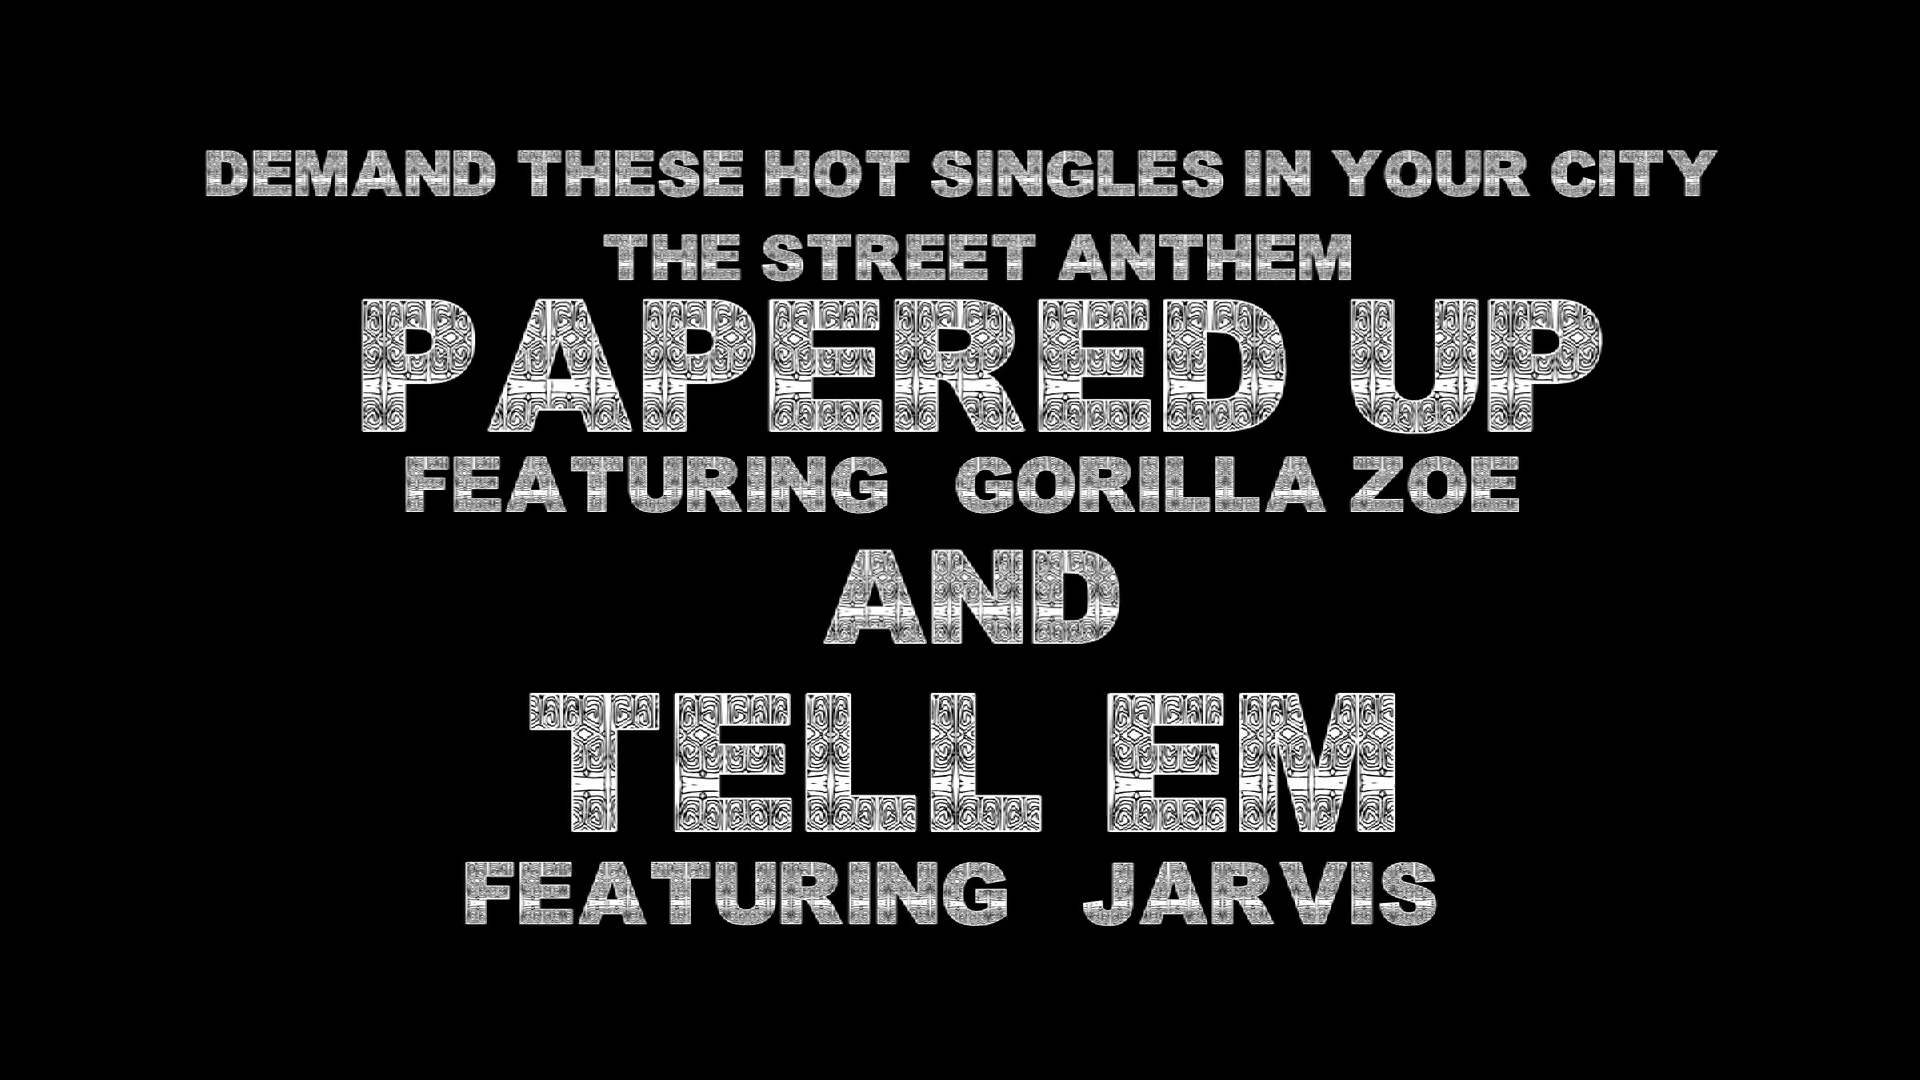 DEMAND THESE HOT SINGLES IN YOUR CITY
THE STREET ANTHEM
PAPERED UP
FEATURING GORILLA ZOE
AND
TELL EM
FEATURING JARVIS